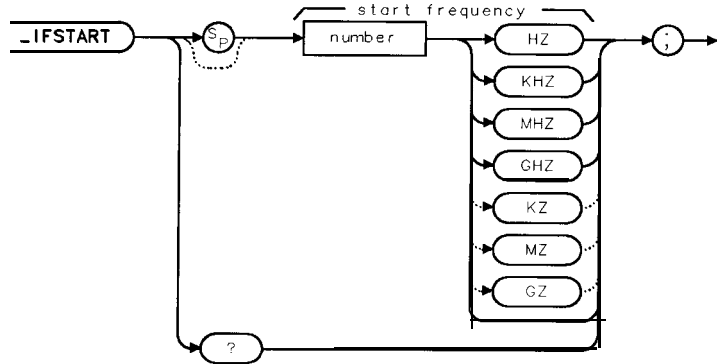 start frequency
_IFSTART
SP
number
HZ
;
KHZ
MHZ
GHZ
KZ
MZ
GZ
?